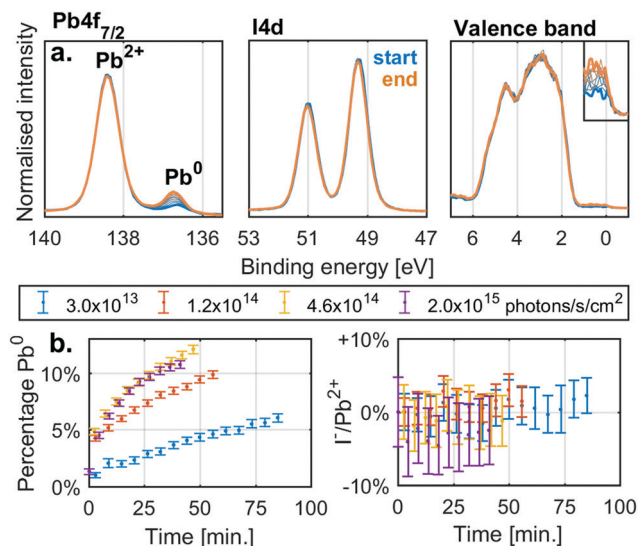 Pb4f7/2 I4d Valence band
a. Pb²⁺ start
end
Pb⁰
Normalised intensity
140 138 136 53 51 49 47 6 4 2 0
Binding energy [eV]
3.0x10¹³ 1.2x10¹⁴ 4.6x10¹⁴ 2.0x10¹⁵ photons/s/cm²
b.
Percentage Pb⁰
10%
5%
0%
0 25 50 75 100
Time [min.]
I⁻/Pb²⁺
+10%
0%
-10%
0 25 50 75 100
Time [min.]